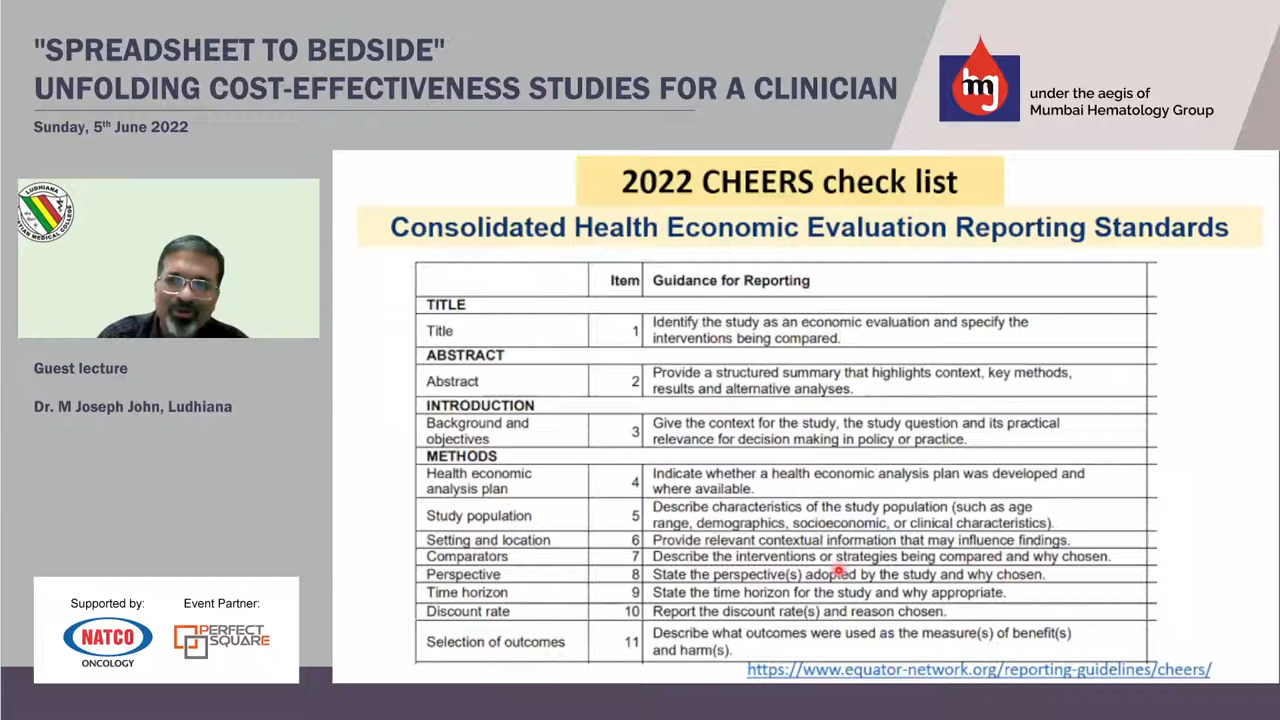 "SPREADSHEET TO BEDSIDE"
UNFOLDING COST-EFFECTIVENESS STUDIES FOR A CLINICIAN
Sunday, 5th June 2022
mg
under the aegis of
Mumbai Hematology Group
LUDHIANA
MEDICAL COLLEGE
Guest lecture
Dr. M Joseph John, Ludhiana
Supported by:
Event Partner:
NATCO
ONCOLOGY
PERFECT
SQUARE
2022 CHEERS check list
Consolidated Health Economic Evaluation Reporting Standards
Item Guidance for Reporting
TITLE
Title 1 Identify the study as an economic evaluation and specify the
interventions being compared.
ABSTRACT
Abstract 2 Provide a structured summary that highlights context, key methods,
results and alternative analyses.
INTRODUCTION
Background and objectives 3 Give the context for the study, the study question and its practical
relevance for decision making in policy or practice.
METHODS
Health economic analysis plan 4 Indicate whether a health economic analysis plan was developed and
where available.
Study population 5 Describe characteristics of the study population (such as age
range, demographics, socioeconomic, or clinical characteristics).
Setting and location 6 Provide relevant contextual information that may influence findings.
Comparators 7 Describe the interventions or strategies being compared and why chosen.
Perspective 8 State the perspective(s) adopted by the study and why chosen.
Time horizon 9 State the time horizon for the study and why appropriate.
Discount rate 10 Report the discount rate(s) and reason chosen.
Selection of outcomes 11 Describe what outcomes were used as the measure(s) of benefit(s)
and harm(s).
https://www.equator-network.org/reporting-guidelines/cheers/